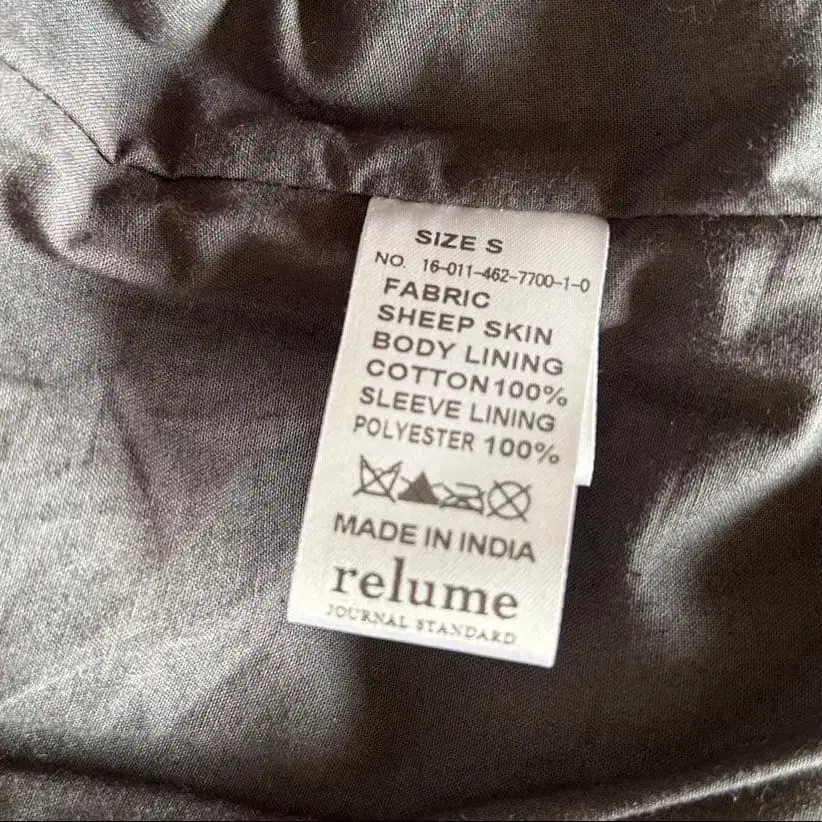 SIZE S
NO. 16-011-462-7700-1-0
FABRIC
SHEEP SKIN
BODY LINING
COTTON100%
SLEEVE LINING
POLYESTER 100%
MADE IN INDIA
relume
JOURNAL STANDARD